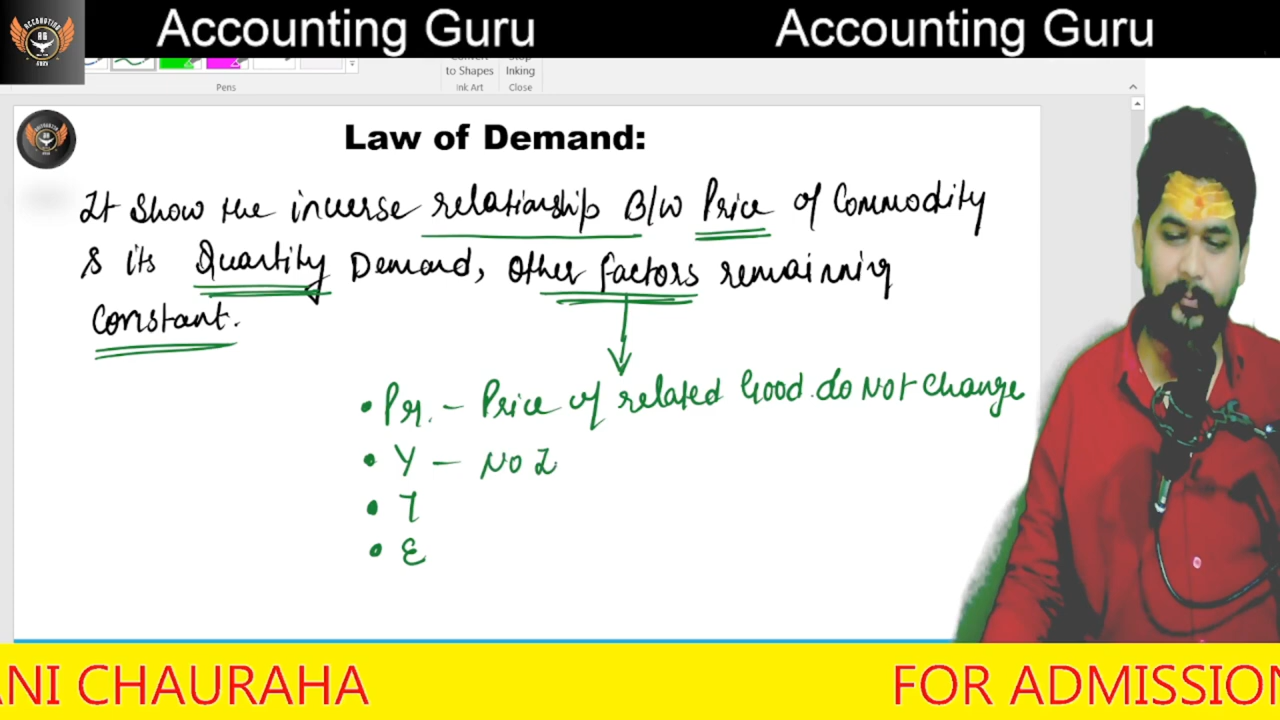 Accounting Guru
Accounting Guru
to Shapes
Inking
Pens
Ink Art
Close
Law of Demand:
It show the inverse relationship B/w Price of Commodity
& its Quantity Demand, other factors remainning
constant.
• Pr. – Price of related Good. do Not change
• Y – No I
• T
• E
ANI CHAURAHA
FOR ADMISSION